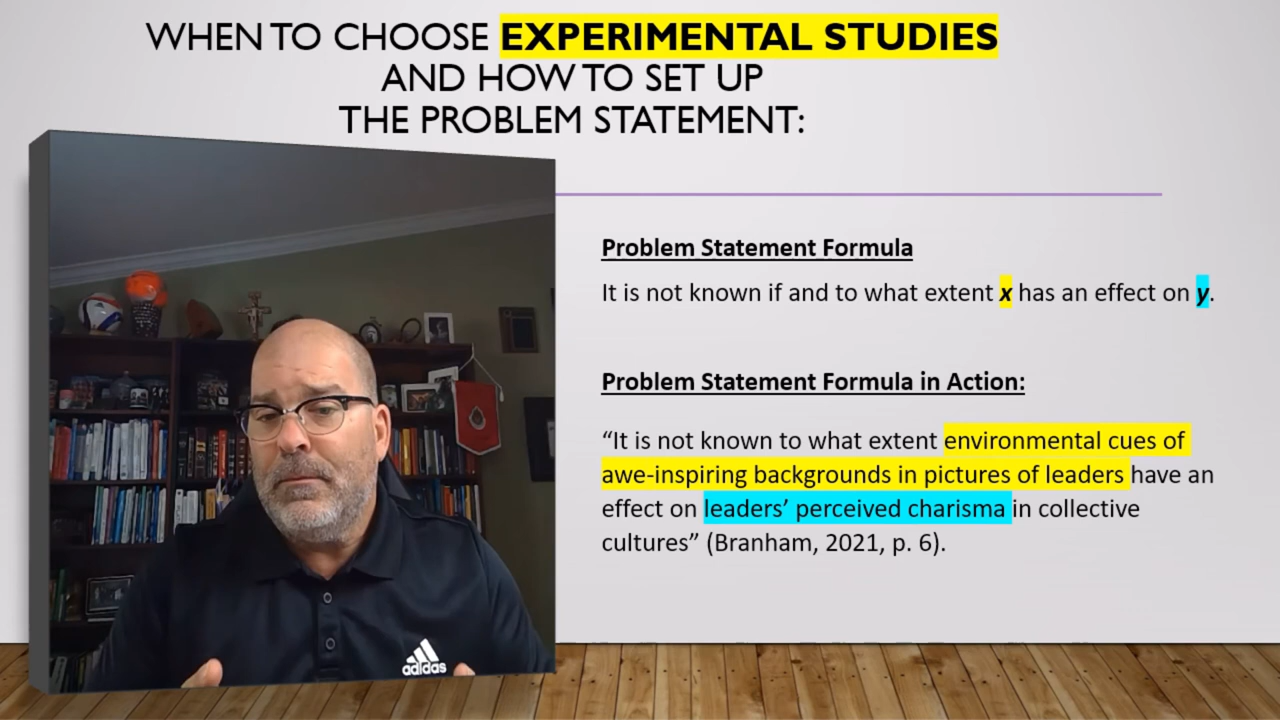 WHEN TO CHOOSE EXPERIMENTAL STUDIES
AND HOW TO SET UP
THE PROBLEM STATEMENT:
Problem Statement Formula
It is not known if and to what extent x has an effect on y.
Problem Statement Formula in Action:
“It is not known to what extent environmental cues of
awe-inspiring backgrounds in pictures of leaders have an
effect on leaders’ perceived charisma in collective
cultures” (Branham, 2021, p. 6).
adidas